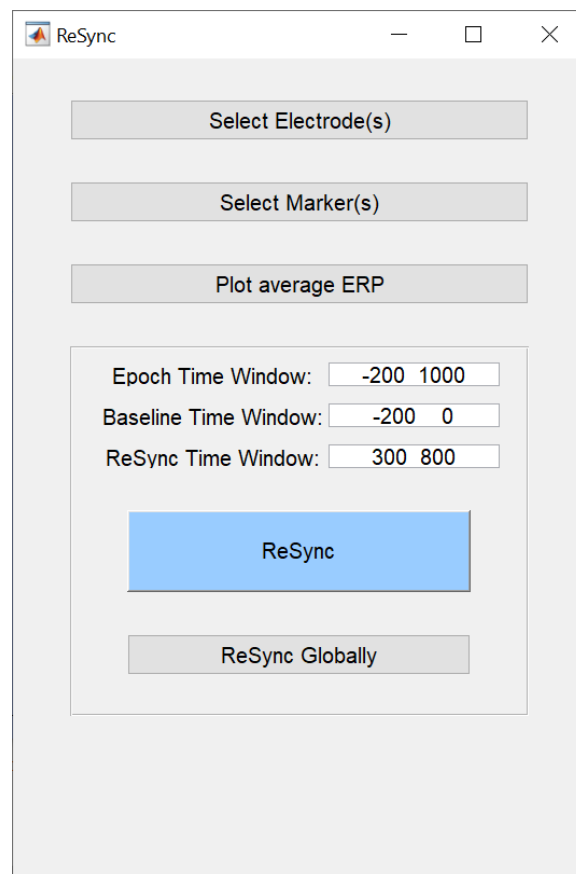 ReSync
Select Electrode(s)
Select Marker(s)
Plot average ERP
Epoch Time Window: -200 1000
Baseline Time Window: -200 0
ReSync Time Window: 300 800
ReSync
ReSync Globally